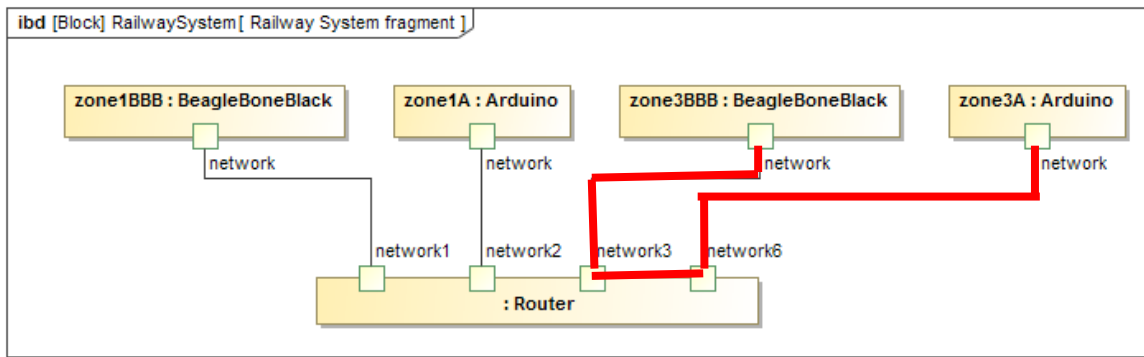 ibd [Block] RailwaySystem[ Railway System fragment ]
zone1BBB : BeagleBoneBlack
zone1A : Arduino
zone3BBB : BeagleBoneBlack
zone3A : Arduino
network
network
network
network
network1
network2
network3
network6
: Router